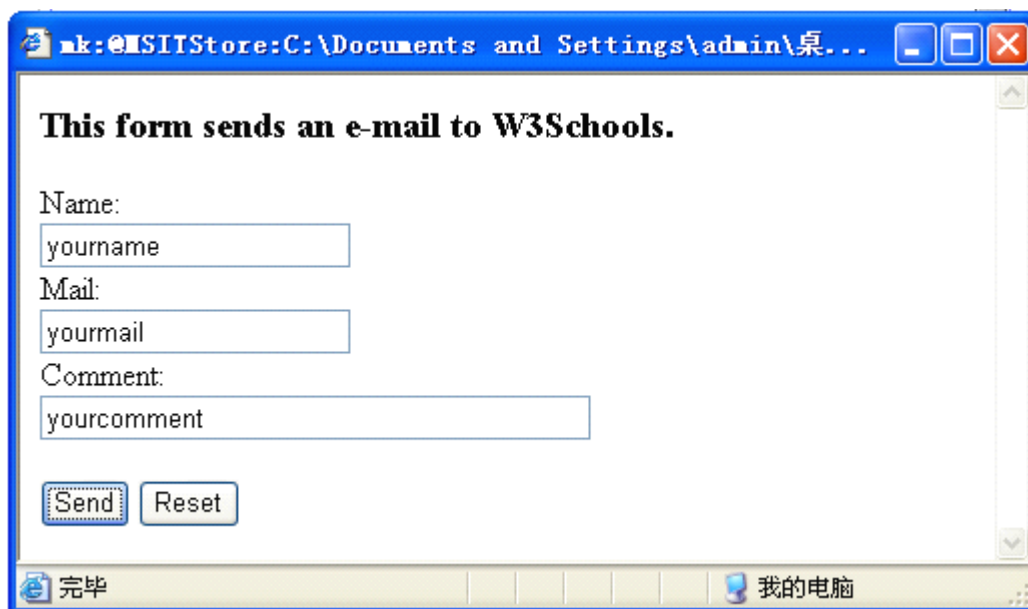 mk:@MSITStore:C:\Documents and Settings\admin\桌...
This form sends an e-mail to W3Schools.
Name:
yourname
Mail:
yourmail
Comment:
yourcomment
Send Reset
完毕 我的电脑